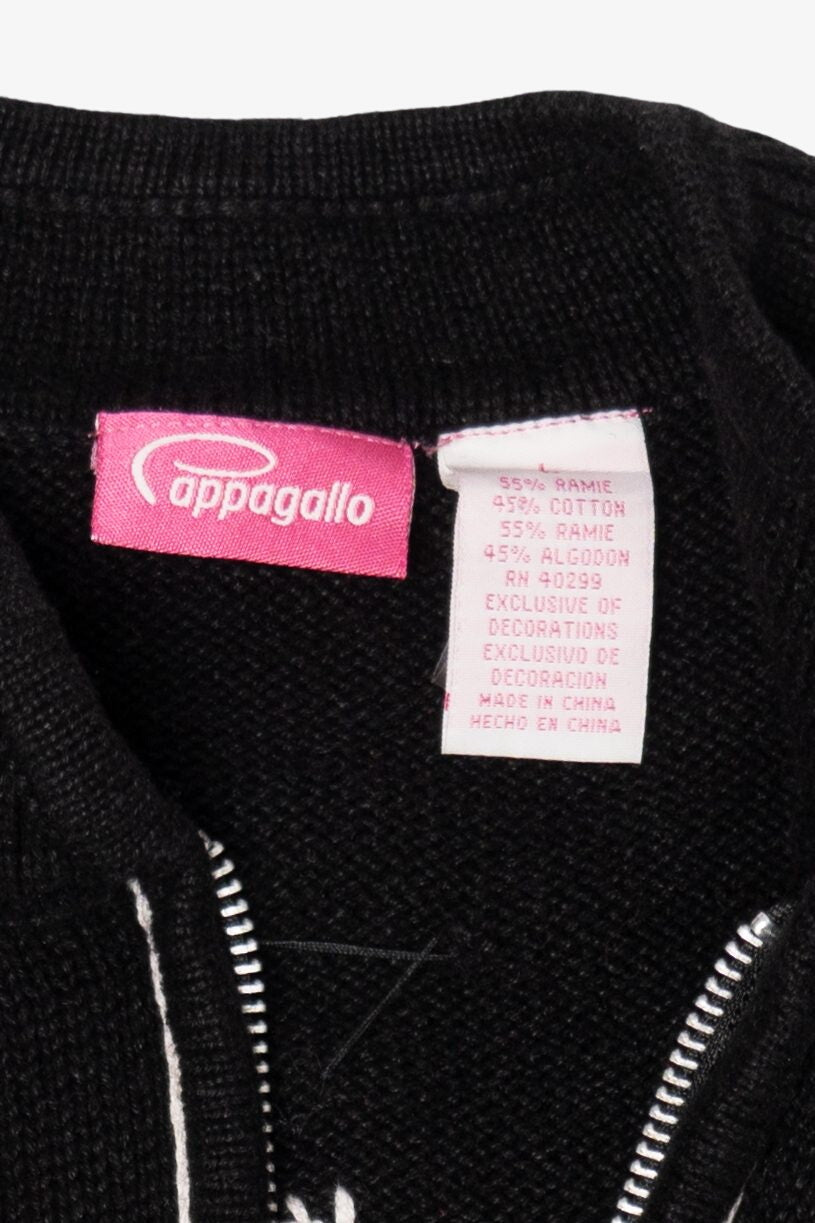 Pappagallo
L
55% RAMIE
45% COTTON
55% RAMIE
45% ALGODON
RN 40299
EXCLUSIVE OF
DECORATIONS
EXCLUSIVO DE
DECORACION
MADE IN CHINA
HECHO EN CHINA